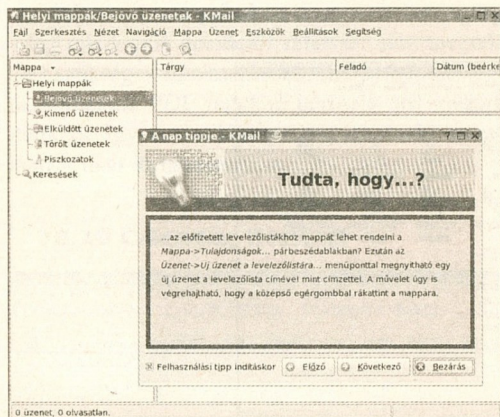 Helyi mappák/Bejövő üzenetek - KMail
Fájl Szerkesztés Nézet Navigáció Mappa Üzenet Eszközök Beállítások Segítség
Mappa Tárgy Feladó Dátum (beérke
Helyi mappák
Bejövő üzenetek
Kimenő üzenetek
Elküldött üzenetek
Törölt üzenetek
Piszkozatok
Keresések
A nap tippje - KMail
Tudta, hogy...?
...az előfizetett levelezőlistákhoz mappát lehet rendelni a
Mappa->Tulajdonságok... párbeszédablakban? Ezután az
Üzenet->Új üzenet a levelezőlistára... menüponttal megnyitható egy
új üzenet a levelezőlista címével mint címzettel. A művelet úgy is
végrehajtható, hogy a középső egérgombbal rákattint a mappára.
Felhasználási tipp indításkor Előző Következő Bezárás
0 üzenet, 0 olvasatlan.